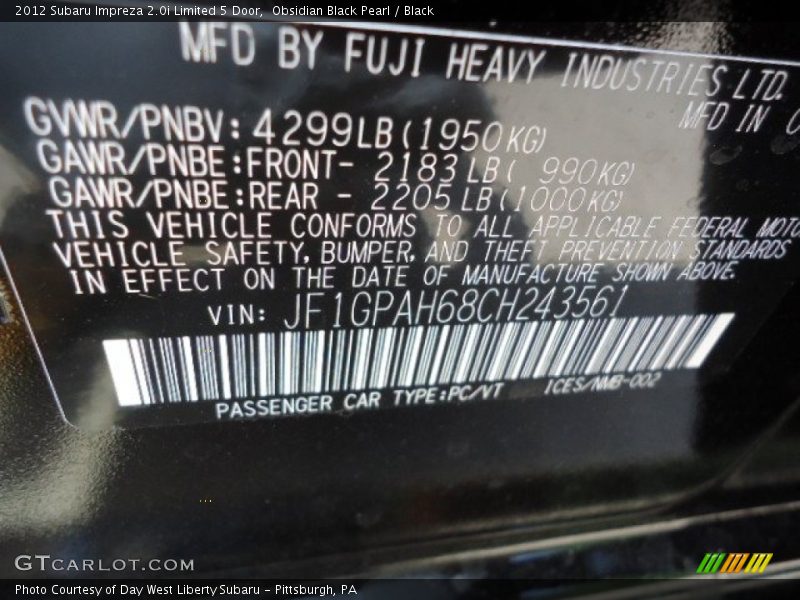 2012 Subaru Impreza 2.0i Limited 5 Door, Obsidian Black Pearl / Black
MFD BY FUJI HEAVY INDUSTRIES LTD.
MFD IN
GVWR/PNBV: 4299LB(1950KG)
GAWR/PNBE:FRONT- 2183LB( 990KG)
GAWR/PNBE:REAR - 2205LB(1000KG)
THIS VEHICLE CONFORMS TO ALL APPLICABLE FEDERAL MOTO
VEHICLE SAFETY, BUMPER, AND THEFT PREVENTION STANDARDS
IN EFFECT ON THE DATE OF MANUFACTURE SHOWN ABOVE.
VIN: JF1GPAH68CH243561
PASSENGER CAR TYPE:PC/VT ICES/NMB-002
GTCARLOT.COM
Photo Courtesy of Day West Liberty Subaru - Pittsburgh, PA